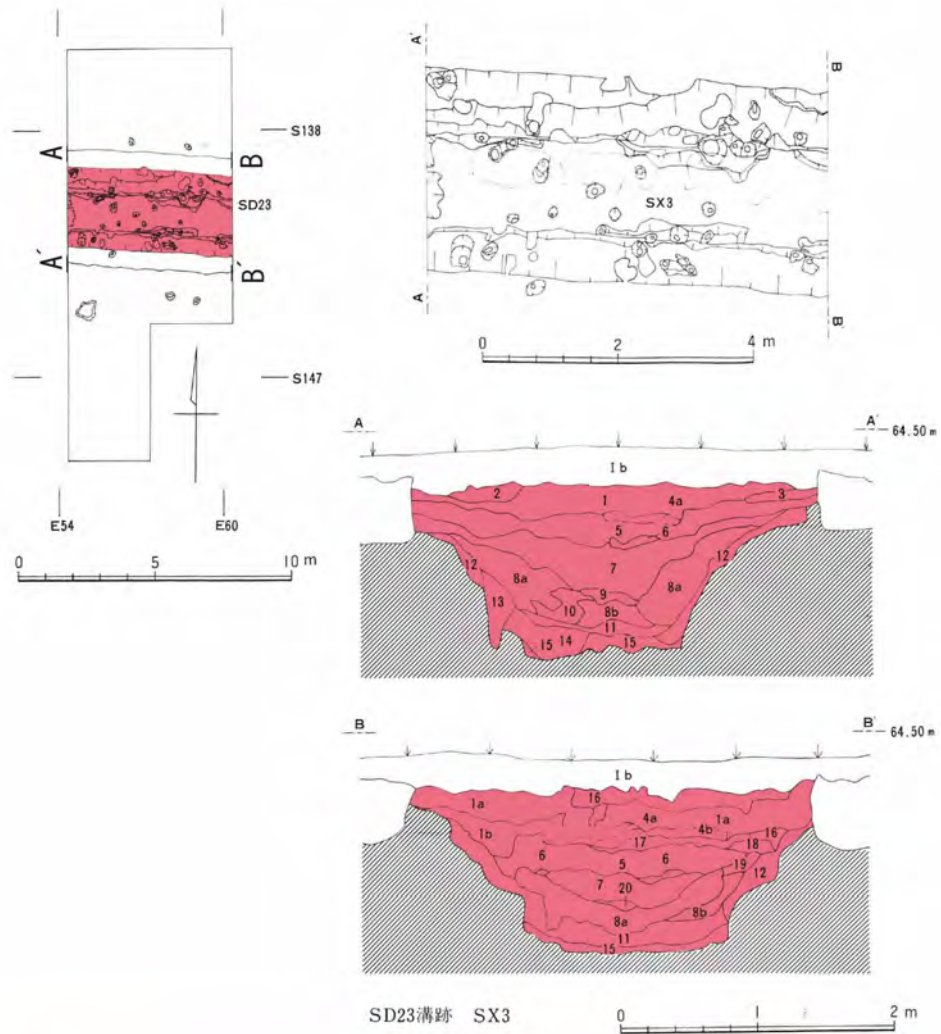 S138
A
B
SD23
A´
B´
S147
E54
E60
0 5 10 m
A´
B
SX3
A
B´
0 2 4 m
A
A´
64.50 m
I b
2
1
4a
3
5
6
7
12
12
8a
8a
13
9
10
8b
11
15
14
15
B
B´
64.50 m
I b
1a
16
4a
1a
1b
4b
16
17
18
6
5
6
19
12
7
20
8b
8a
11
15
SD23溝跡 SX3
0 1 2 m